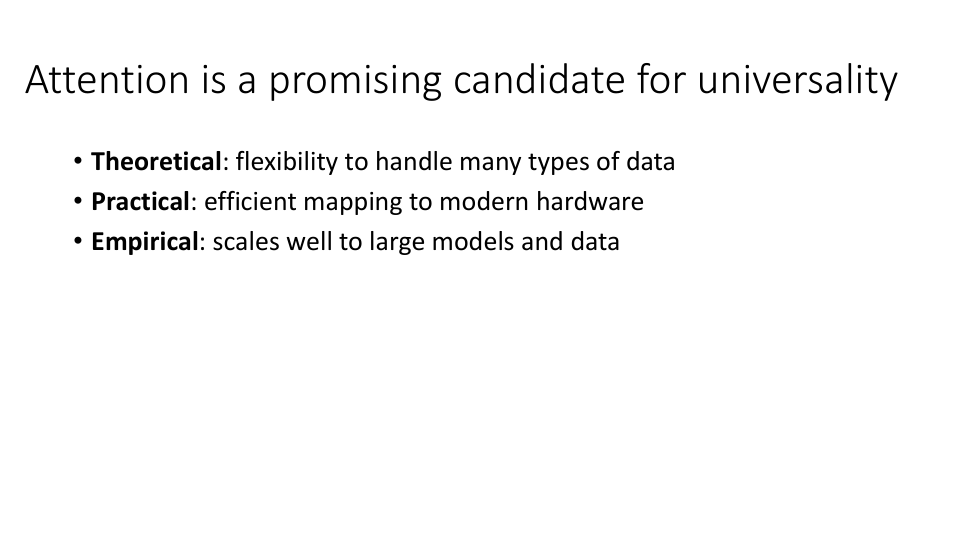 Attention is a promising candidate for universality
• Theoretical: flexibility to handle many types of data
• Practical: efficient mapping to modern hardware
• Empirical: scales well to large models and data